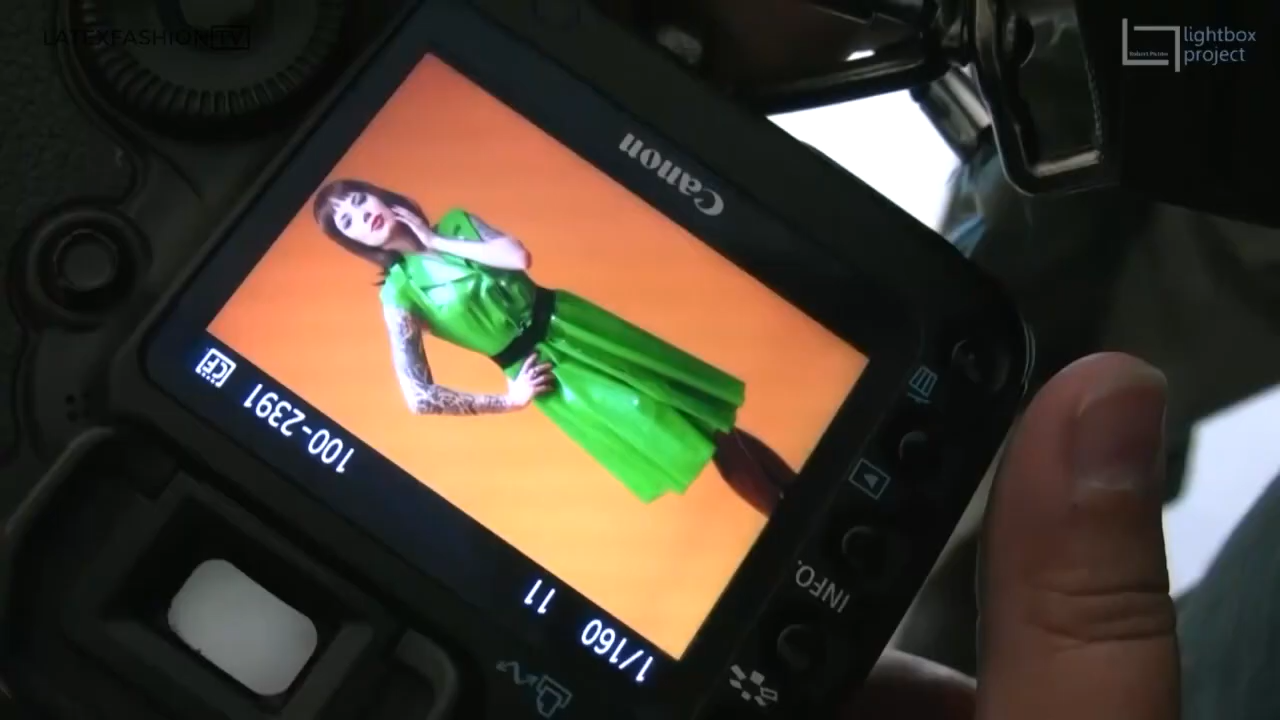 LATEXFASHIONTV
lightbox
project
Canon
100-2391
1/160 11
INFO.